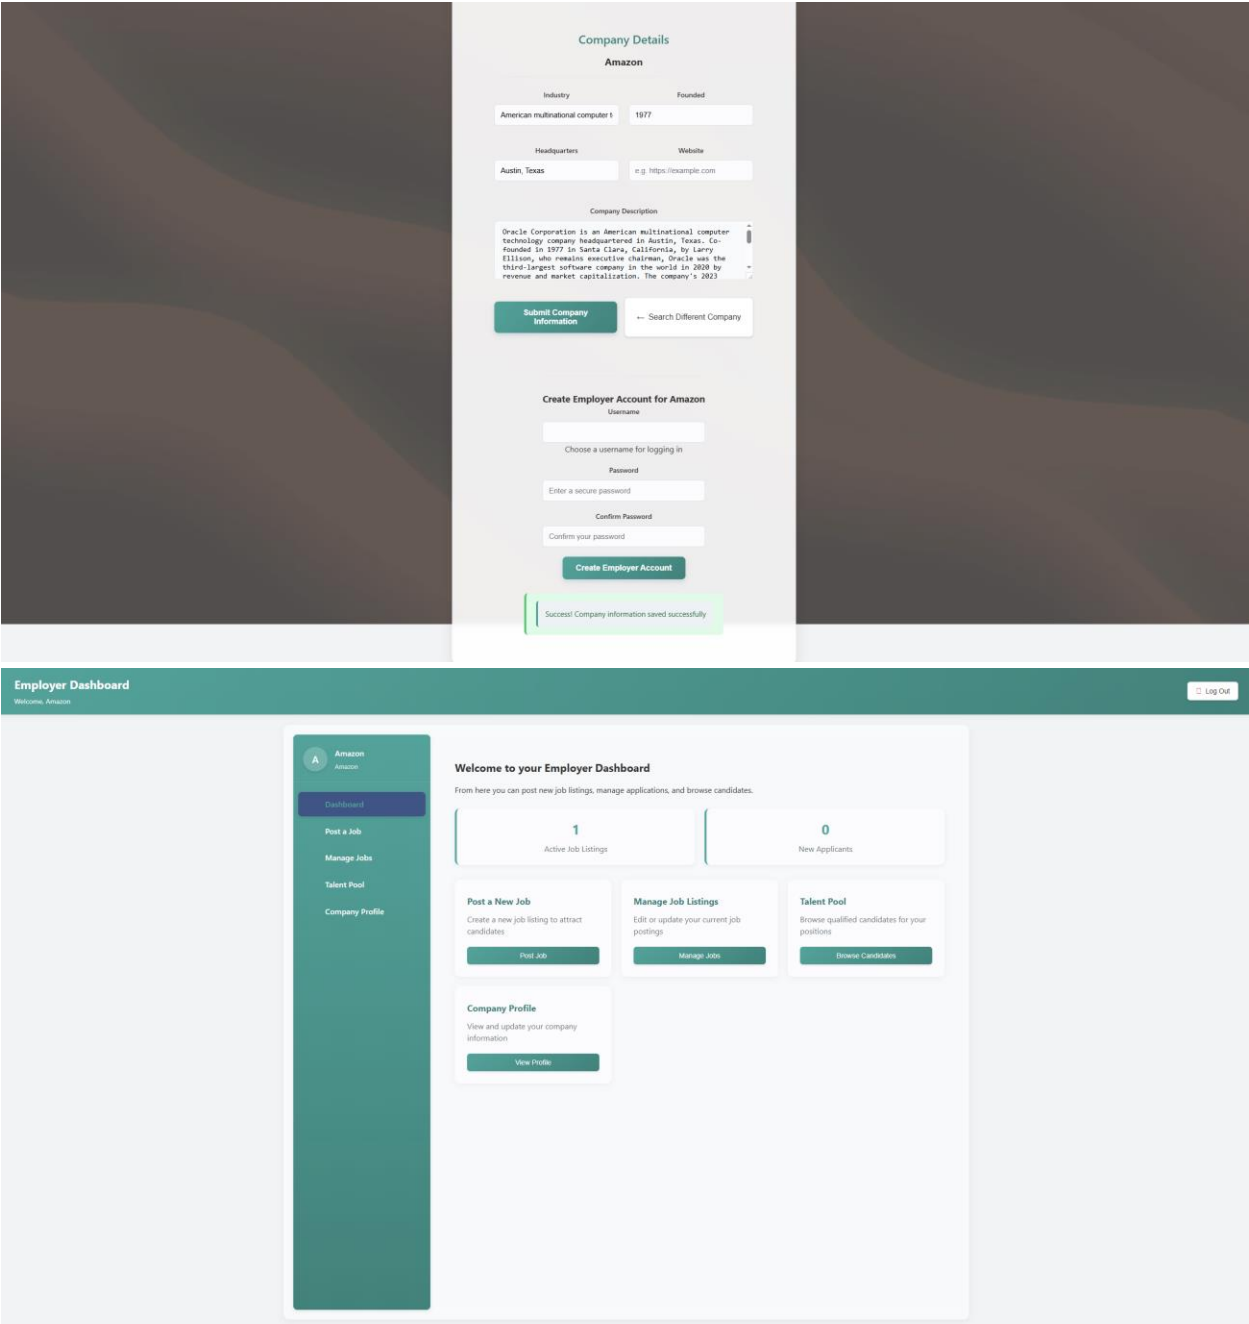 Company Details
Amazon
Industry Founded
American multinational computer t 1977
Headquarters Website
Austin, Texas e.g. https://example.com
Company Description
Oracle Corporation is an American multinational computer
technology company headquartered in Austin, Texas. Co-
founded in 1977 in Santa Clara, California, by Larry
Ellison, who remains executive chairman, Oracle was the
third-largest software company in the world in 2020 by
revenue and market capitalization. The company's 2023
Submit Company
Information
← Search Different Company
Create Employer Account for Amazon
Username
Choose a username for logging in
Password
Enter a secure password
Confirm Password
Confirm your password
Create Employer Account
Success! Company information saved successfully
Employer Dashboard
Welcome, Amazon
Log Out
A
Amazon
Amazon
Dashboard
Post a Job
Manage Jobs
Talent Pool
Company Profile
Welcome to your Employer Dashboard
From here you can post new job listings, manage applications, and browse candidates.
1
Active Job Listings
0
New Applicants
Post a New Job
Create a new job listing to attract
candidates
Post Job
Manage Job Listings
Edit or update your current job
postings
Manage Jobs
Talent Pool
Browse qualified candidates for your
positions
Browse Candidates
Company Profile
View and update your company
information
View Profile